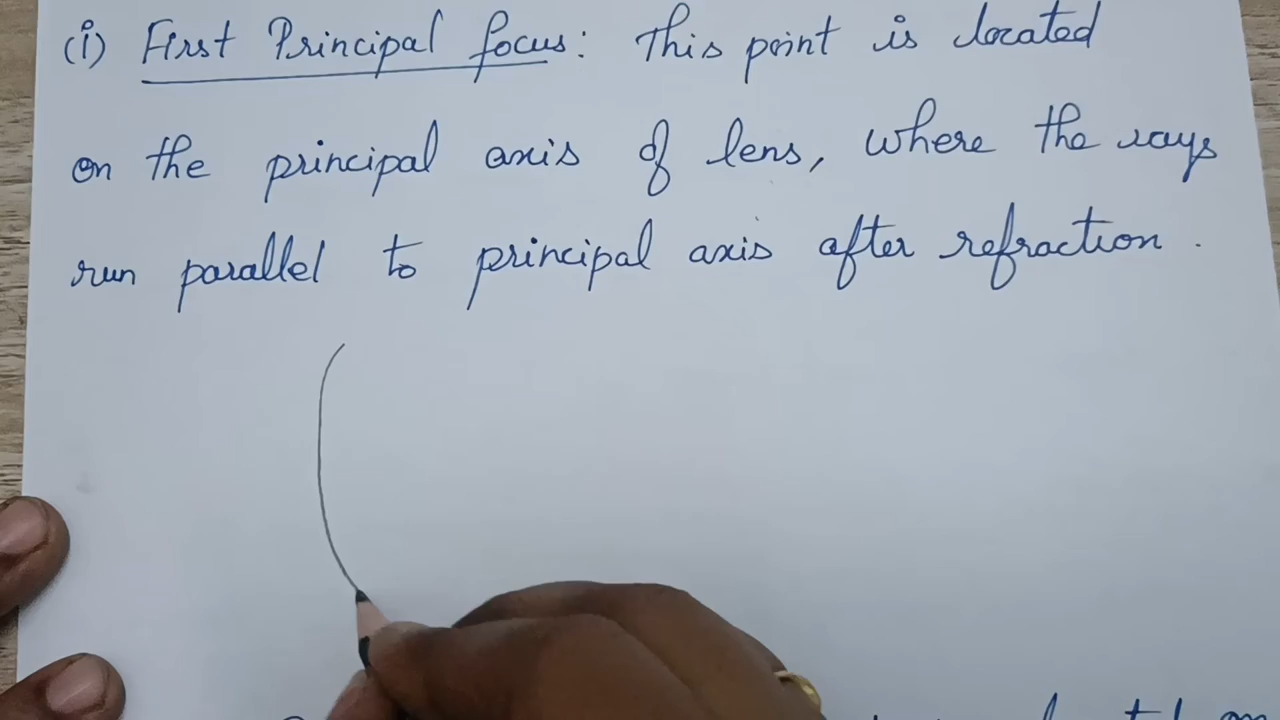 (i) First Principal focus: This point is located
on the principal axis of lens, where the rays
run parallel to principal axis after refraction.